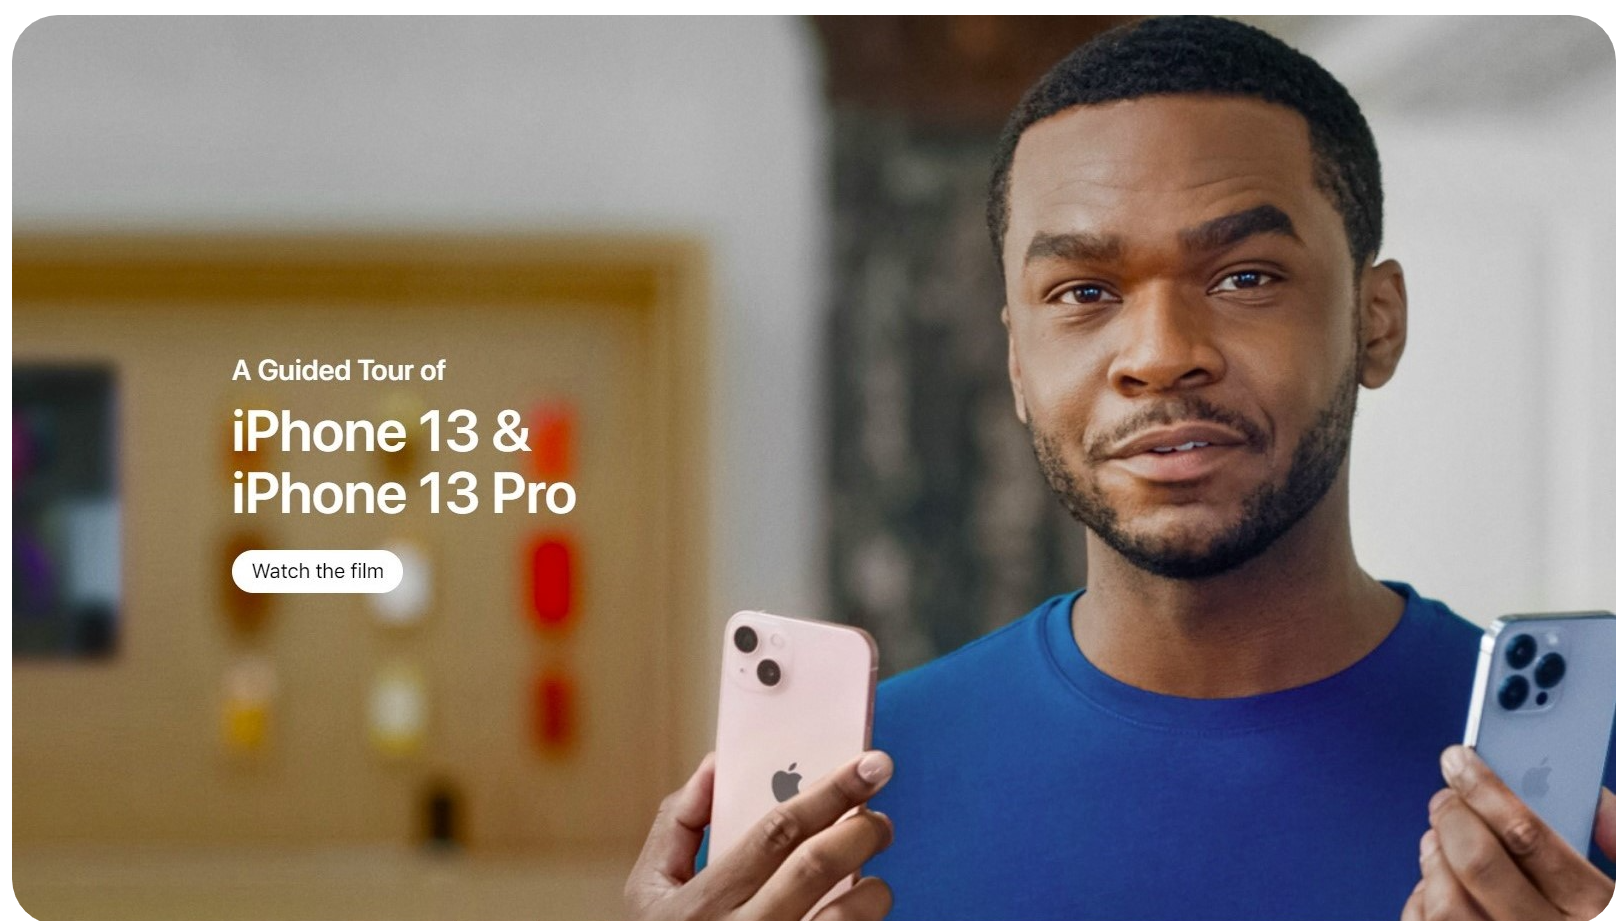 A Guided Tour of
iPhone 13 &
iPhone 13 Pro
Watch the film